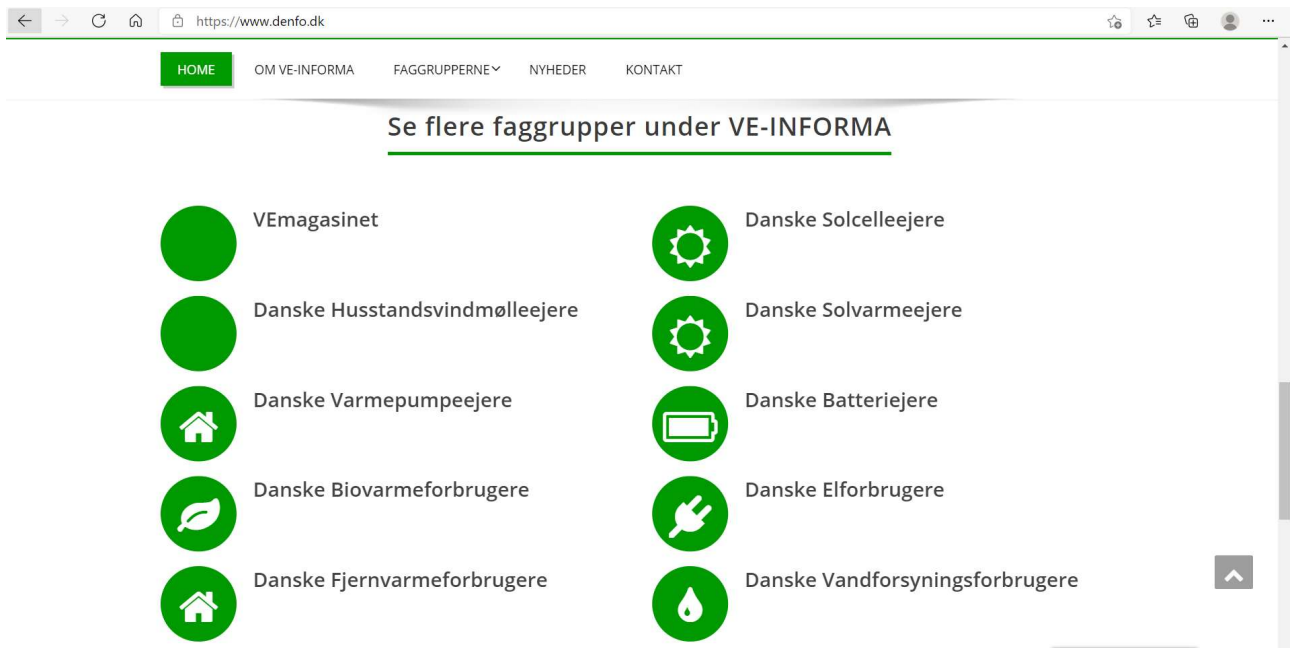 https://www.denfo.dk
HOME OM VE-INFORMA FAGGRUPPERNE NYHEDER KONTAKT
Se flere faggrupper under VE-INFORMA
VEmagasinet
Danske Solcelleejere
Danske Husstandsvindmølleejere
Danske Solvarmeejere
Danske Varmepumpeejere
Danske Batteriejere
Danske Biovarmeforbrugere
Danske Elforbrugere
Danske Fjernvarmeforbrugere
Danske Vandforsyningsforbrugere